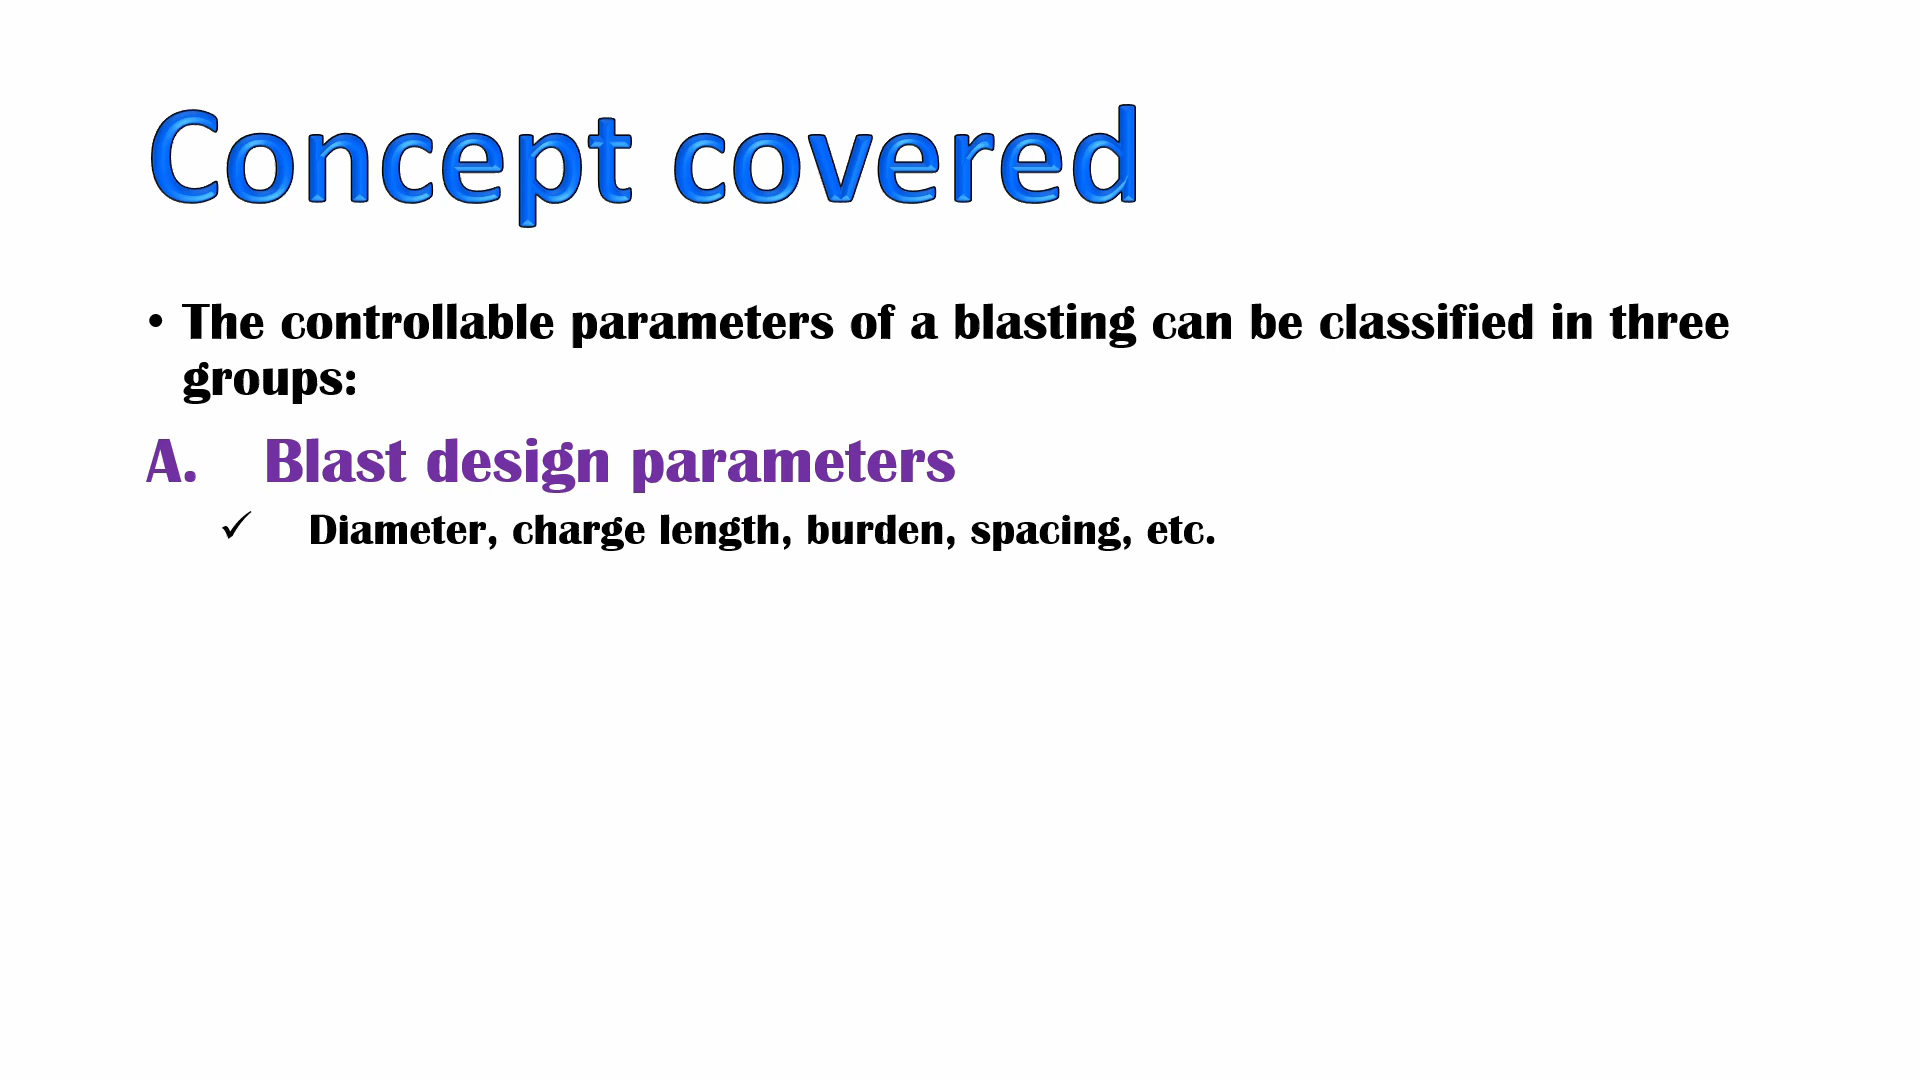 Concept covered
• The controllable parameters of a blasting can be classified in three
groups:
A. Blast design parameters
✓ Diameter, charge length, burden, spacing, etc.